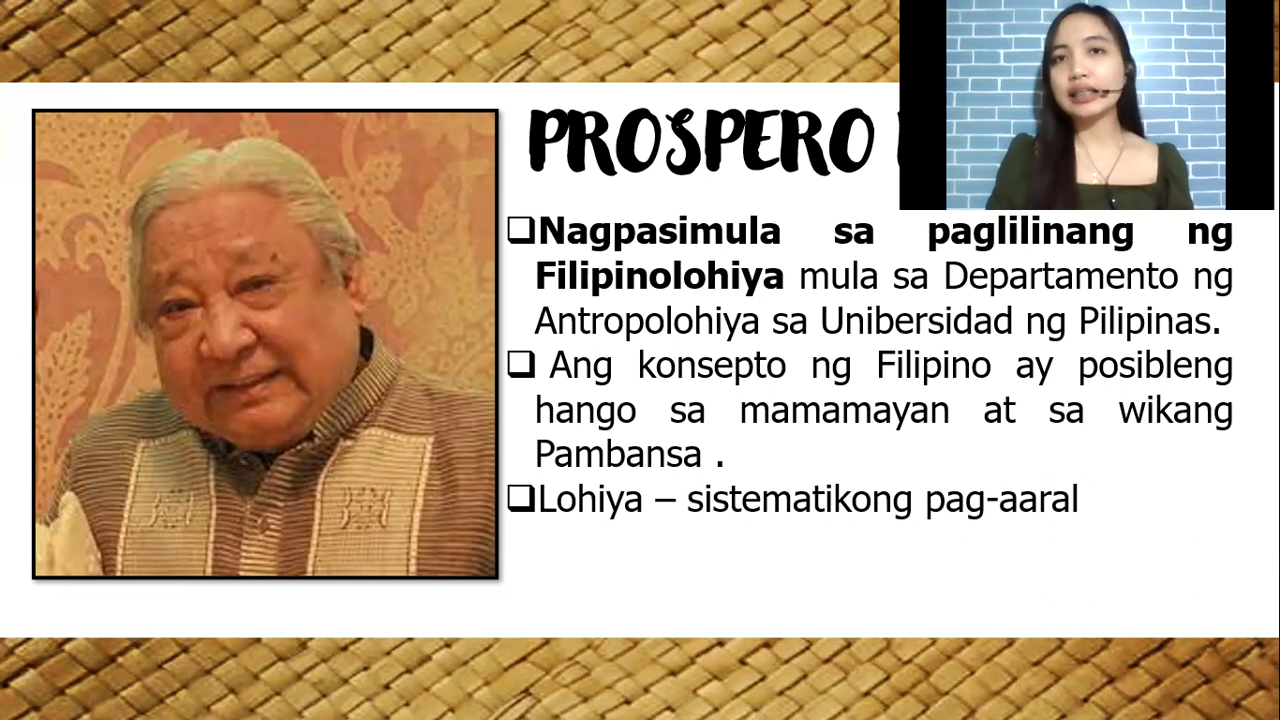 PROSPERO
❑Nagpasimula sa paglilinang ng
Filipinolohiya mula sa Departamento ng
Antropolohiya sa Unibersidad ng Pilipinas.
❑ Ang konsepto ng Filipino ay posibleng
hango sa mamamayan at sa wikang
Pambansa .
❑Lohiya – sistematikong pag-aaral